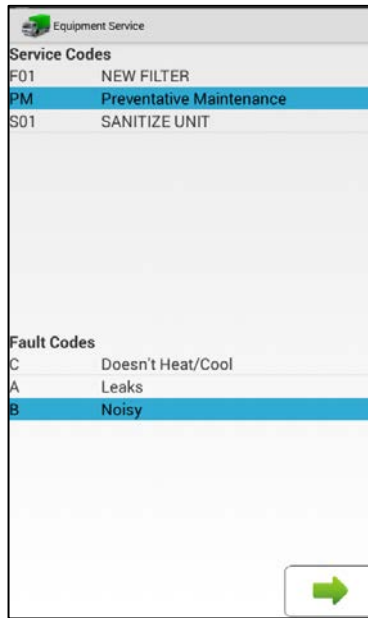 Equipment Service
Service Codes
F01 NEW FILTER
PM Preventative Maintenance
S01 SANITIZE UNIT
Fault Codes
C Doesn't Heat/Cool
A Leaks
B Noisy